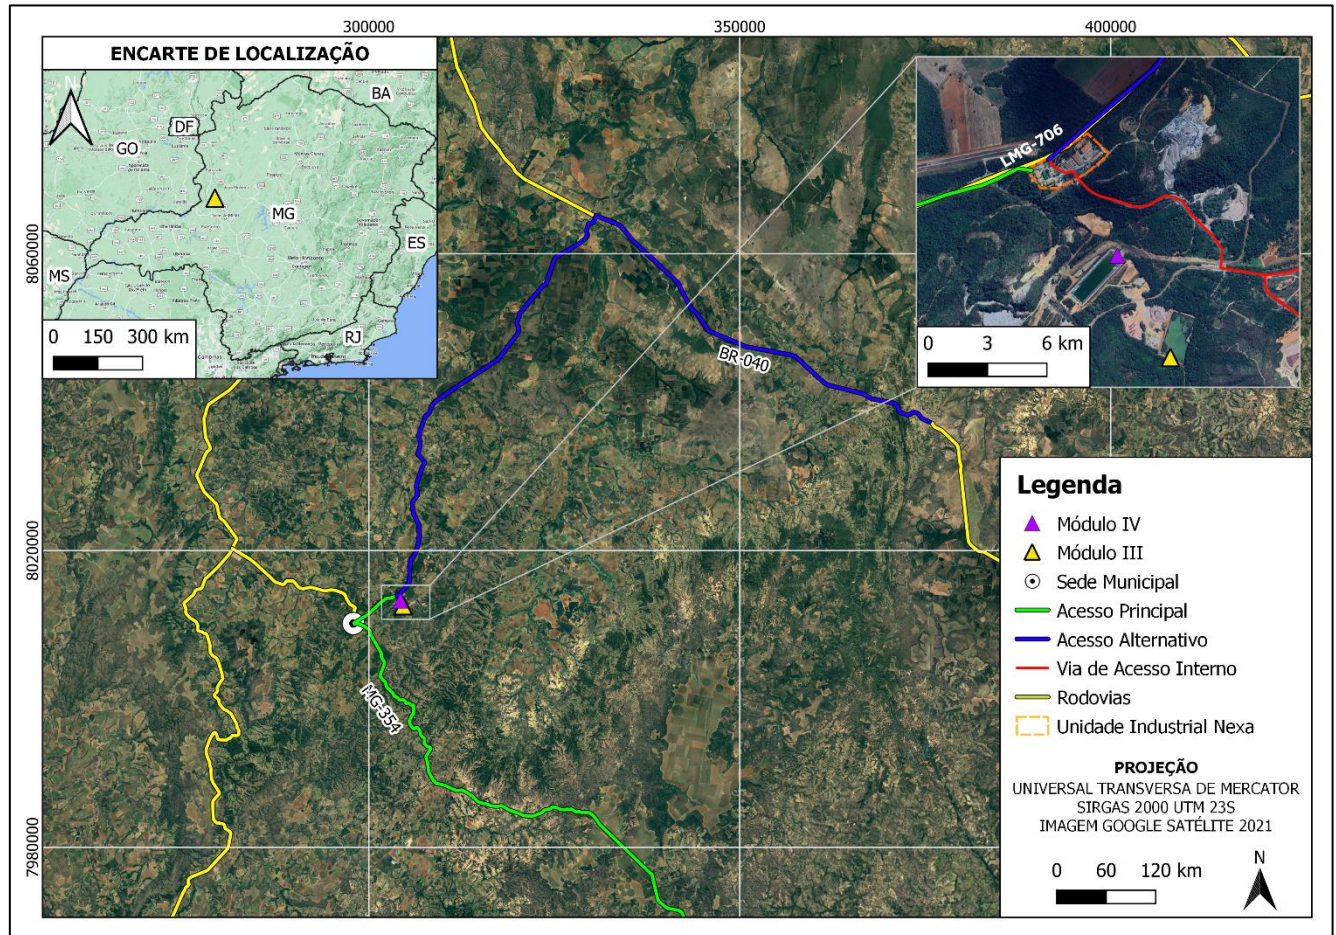 300000
350000
400000
ENCARTE DE LOCALIZAÇÃO
N
BA
DF
GO
MG
ES
MS
RJ
0 150 300 km
LMG-706
0 3 6 km
8060000
8020000
7980000
BR-040
MG-354
Legenda
Módulo IV
Módulo III
Sede Municipal
Acesso Principal
Acesso Alternativo
Via de Acesso Interno
Rodovias
Unidade Industrial Nexa
PROJEÇÃO
UNIVERSAL TRANSVERSA DE MERCATOR
SIRGAS 2000 UTM 23S
IMAGEM GOOGLE SATÉLITE 2021
0 60 120 km
N